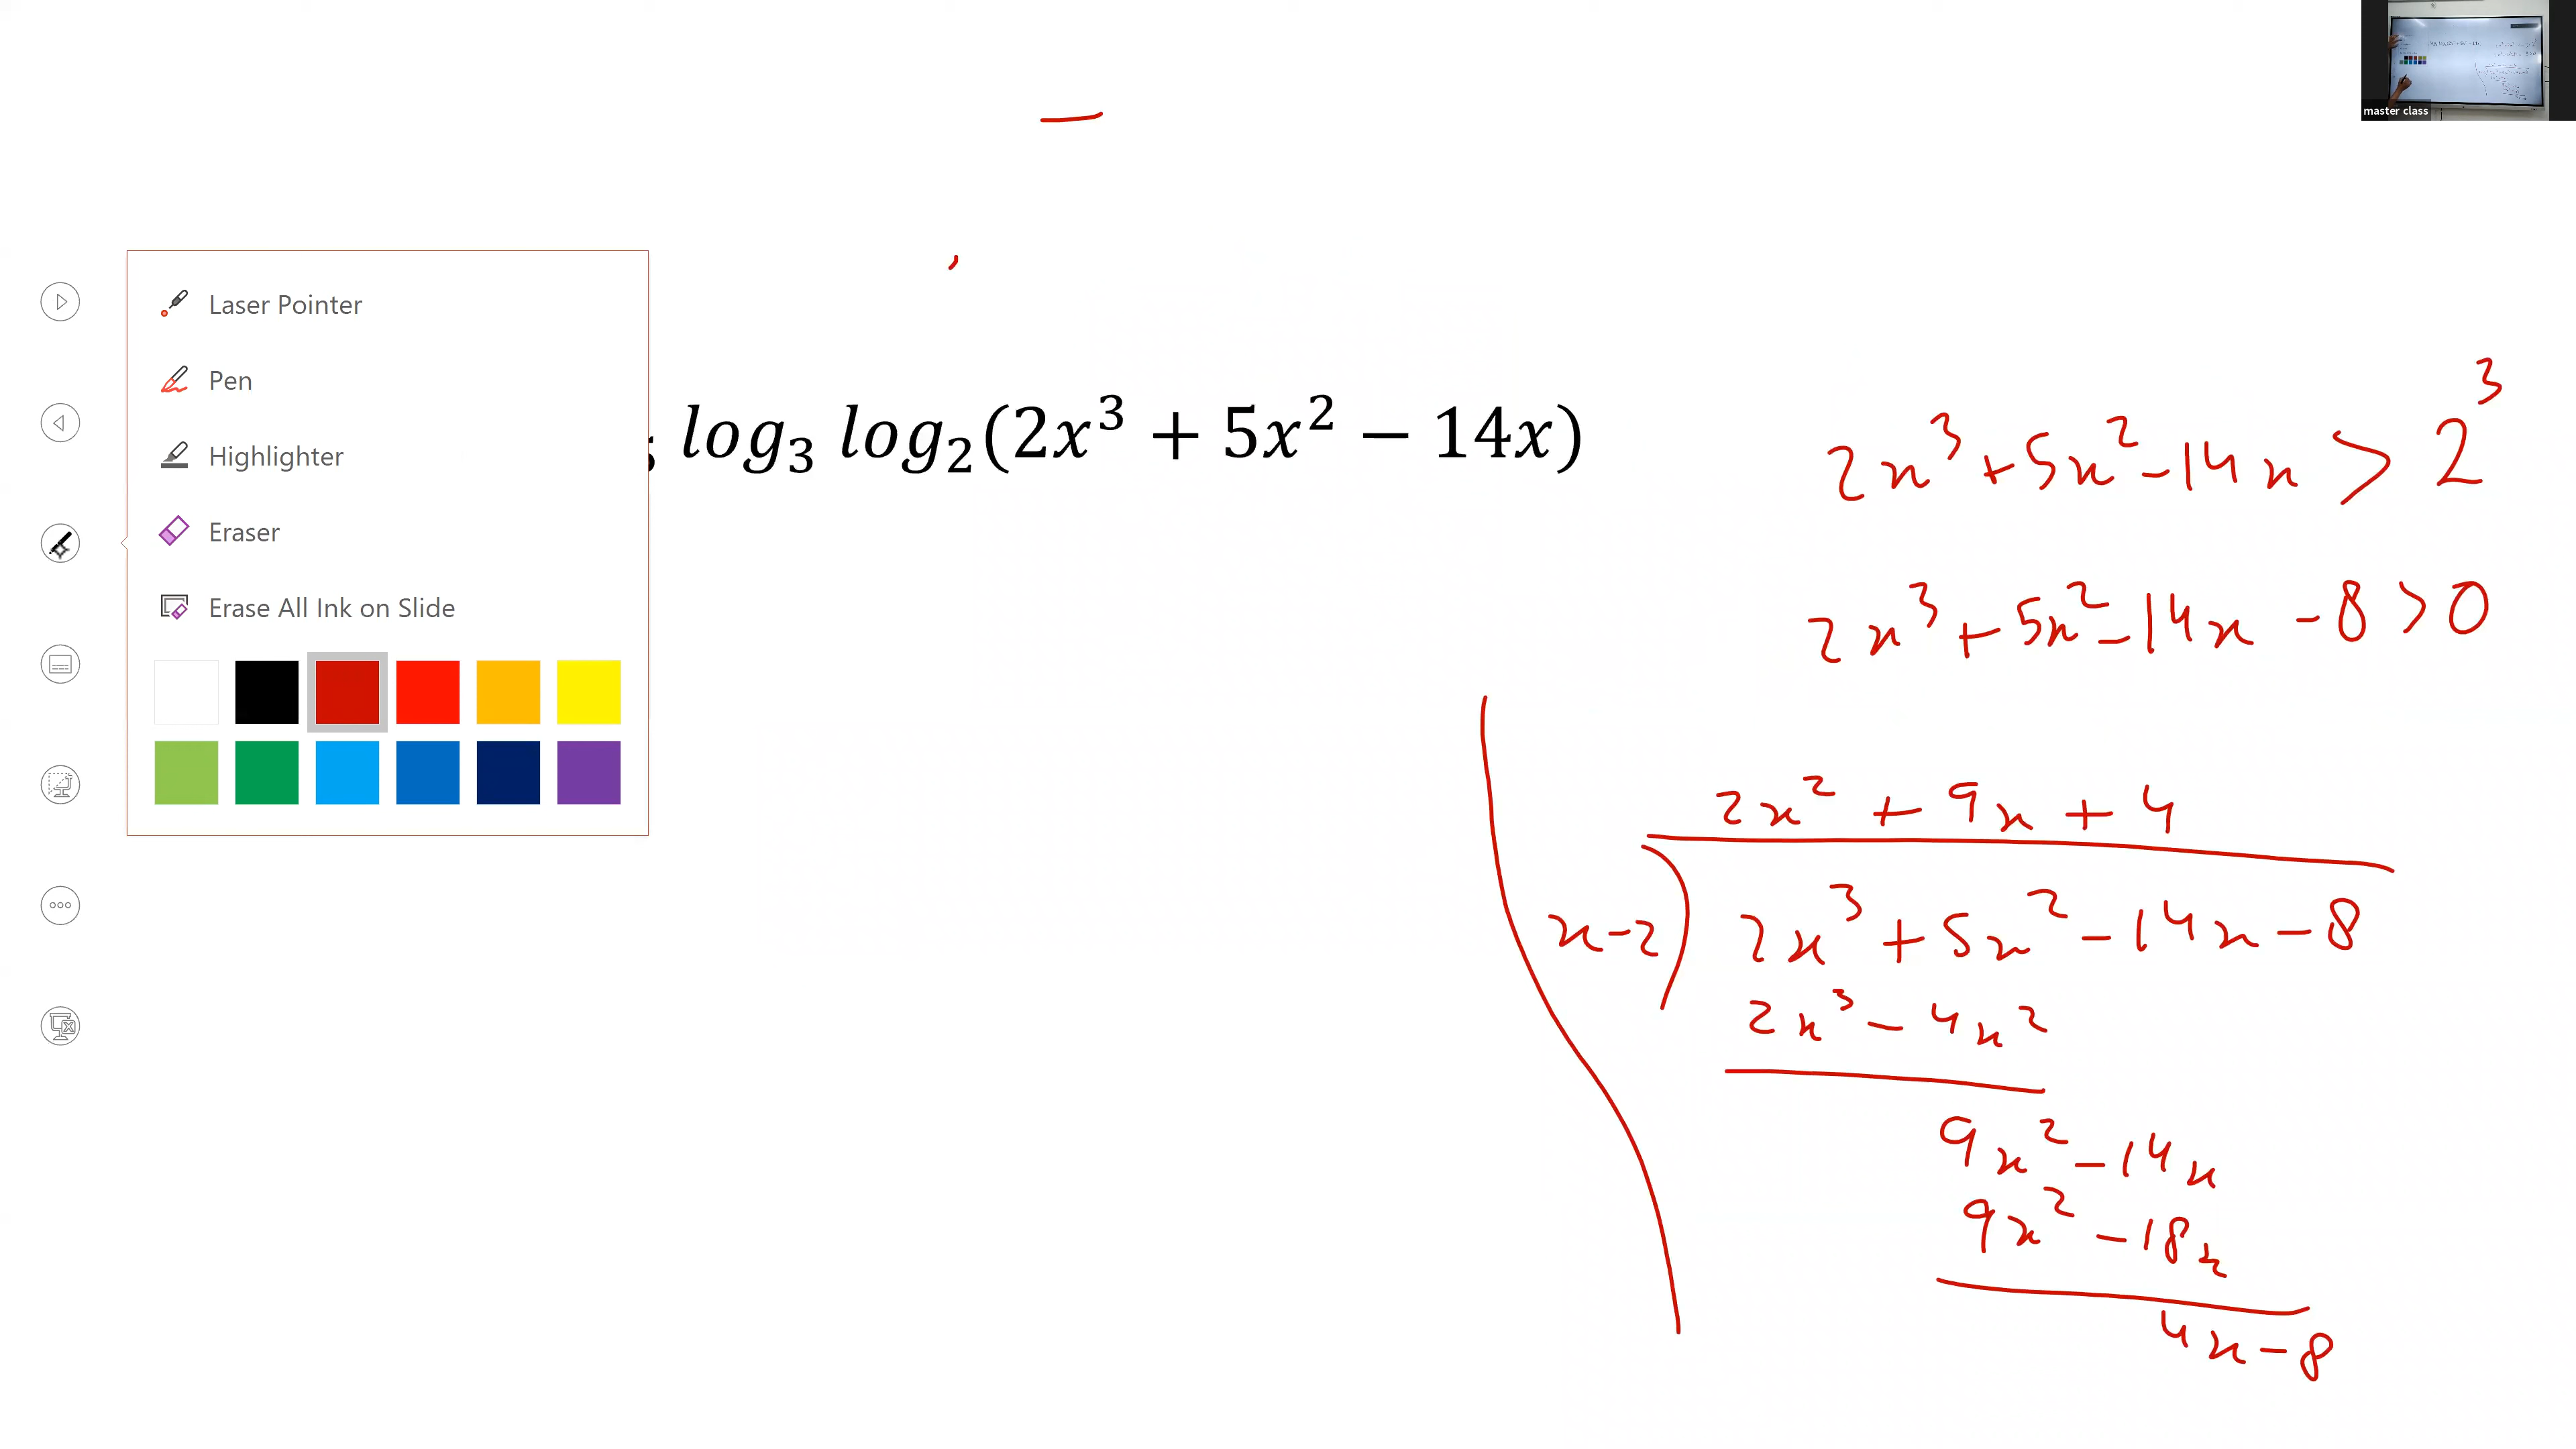 master class
Laser Pointer
Pen
Highlighter
Eraser
Erase All Ink on Slide
log₃ log₂(2x³ + 5x² − 14x)
2x³+5x²-14x > 2³
2x³+5x²-14x-8>0
2x² + 9x + 4
x-2) 2x³+5x²-14x-8
2x³-4x²
9x²-14x
9x²-18x
4x-8